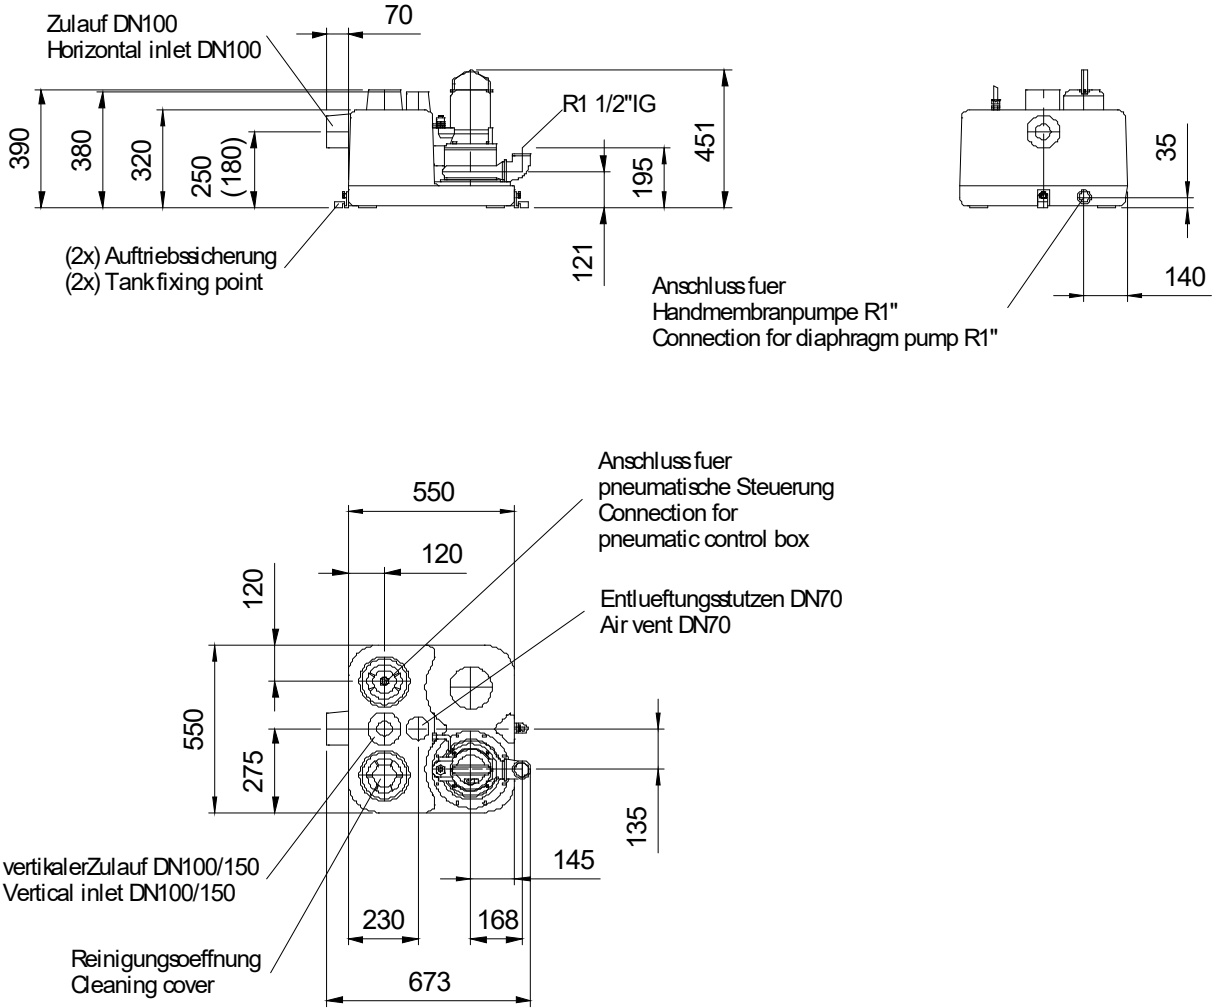 Zulauf DN100
Horizontal inlet DN100
70
R1 1/2"IG
390
380
320
250
(180)
195
451
121
35
140
(2x) Auftriebssicherung
(2x) Tankfixing point
Anschluss fuer
Handmembranpumpe R1"
Connection for diaphragm pump R1"
Anschluss fuer
pneumatische Steuerung
Connection for
pneumatic control box
550
120
120
Entlueftungsstutzen DN70
Air vent DN70
550
275
135
vertikalerZulauf DN100/150
Vertical inlet DN100/150
145
230
168
Reinigungsoeffnung
Cleaning cover
673